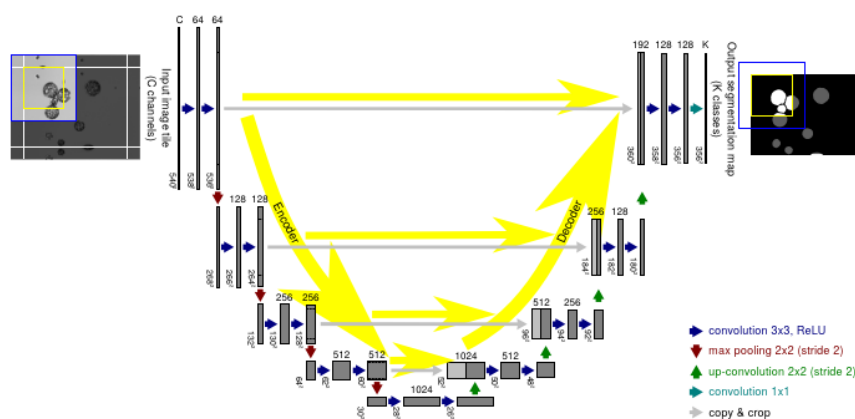 C 64 64
Input image tile
(C channels)
540²
538²
536²
192 128 128 K
360²
358²
356²
356²
Output segmentation map
(K classes)
Encoder
Decoder
128 128
268²
266²
264²
256 128
184²
182²
180²
256 256
132²
130²
128²
512 256
96²
94²
92²
512 512
64²
62²
60²
1024 512
52²
50²
48²
1024
30²
28²
26²
convolution 3x3, ReLU
max pooling 2x2 (stride 2)
up-convolution 2x2 (stride 2)
convolution 1x1
copy & crop